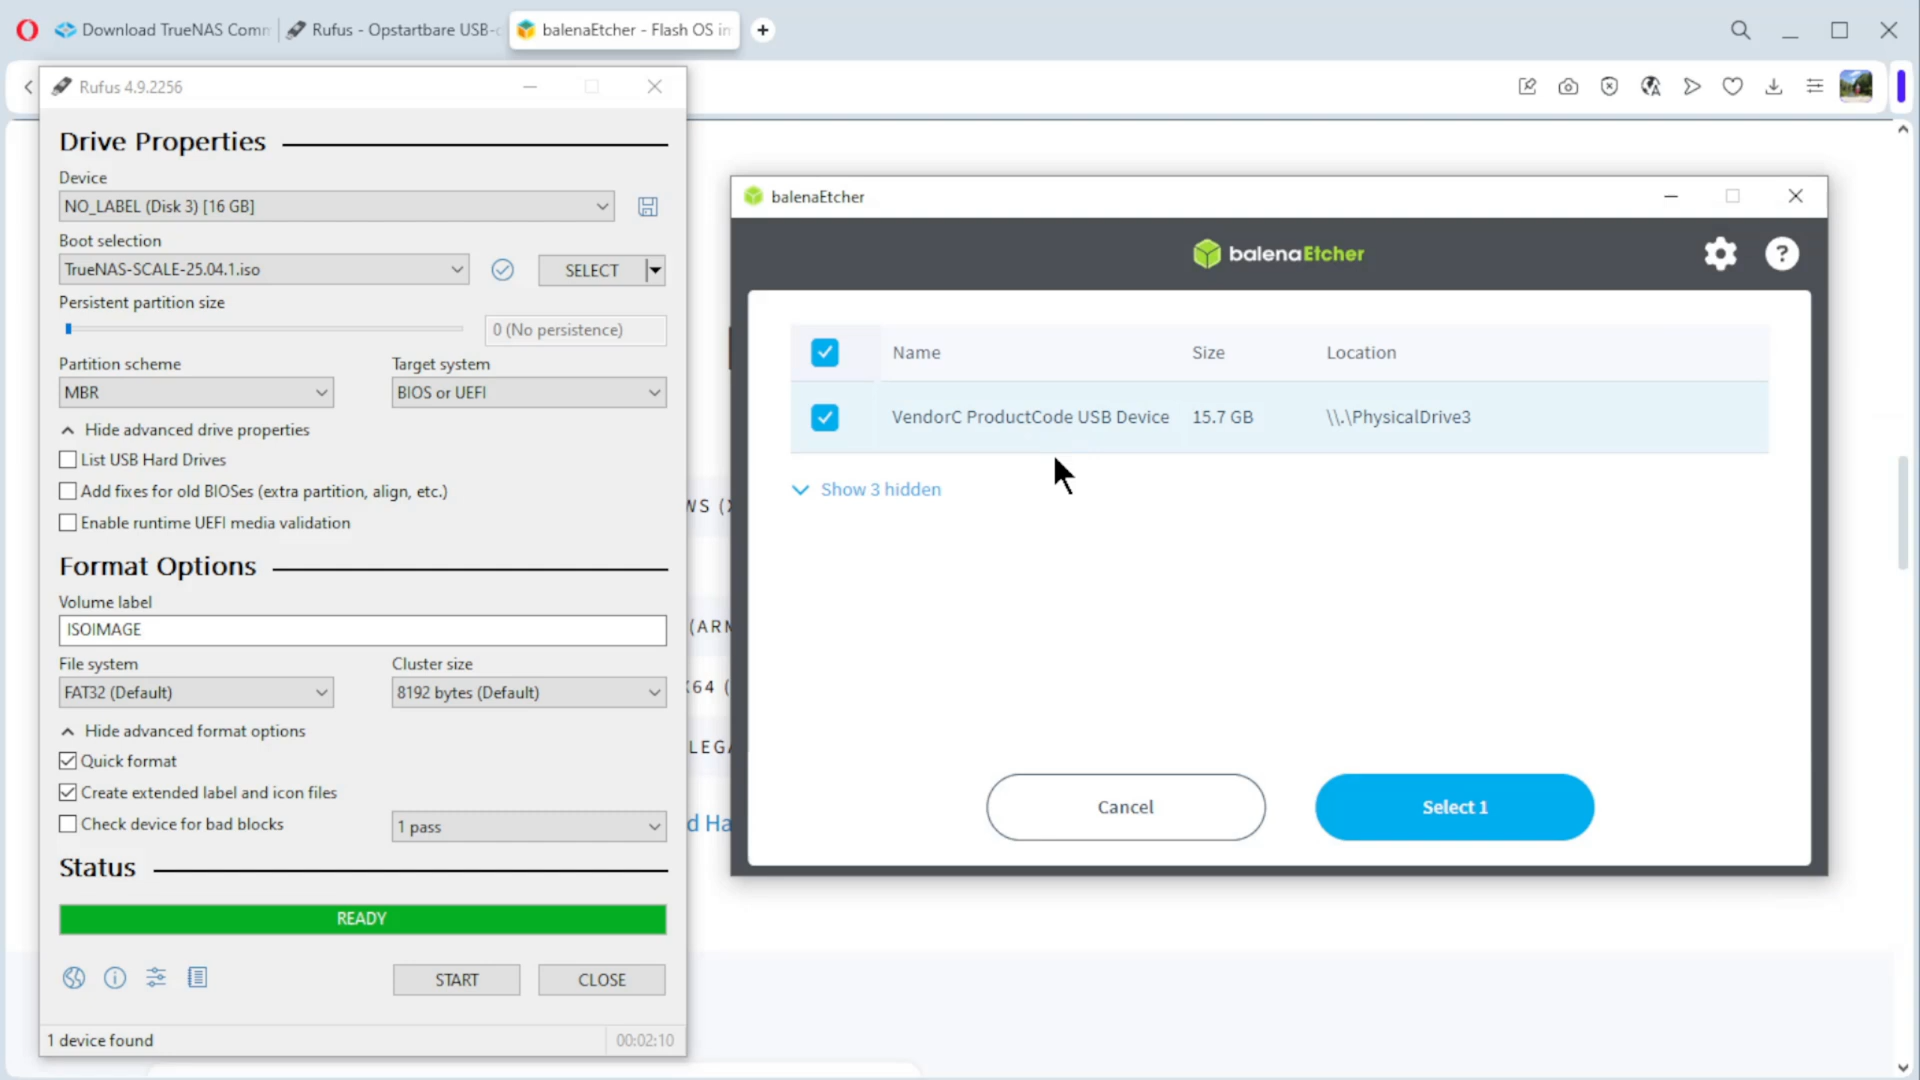 Download TrueNAS Comm
Rufus - Opstartbare USB-
balenaEtcher - Flash OS in
Rufus 4.9.2256
Drive Properties
Device
NO_LABEL (Disk 3) [16 GB]
Boot selection
TrueNAS-SCALE-25.04.1.iso
SELECT
Persistent partition size
0 (No persistence)
Partition scheme
Target system
MBR
BIOS or UEFI
Hide advanced drive properties
List USB Hard Drives
Add fixes for old BIOSes (extra partition, align, etc.)
Enable runtime UEFI media validation
Format Options
Volume label
ISOIMAGE
File system
Cluster size
FAT32 (Default)
8192 bytes (Default)
Hide advanced format options
Quick format
Create extended label and icon files
Check device for bad blocks
1 pass
Status
READY
START
CLOSE
1 device found
00:02:10
WS (X
(ARM
X64 (
LEGA
d Ha
balenaEtcher
balenaEtcher
Name
Size
Location
VendorC ProductCode USB Device
15.7 GB
\\.\PhysicalDrive3
Show 3 hidden
Cancel
Select 1